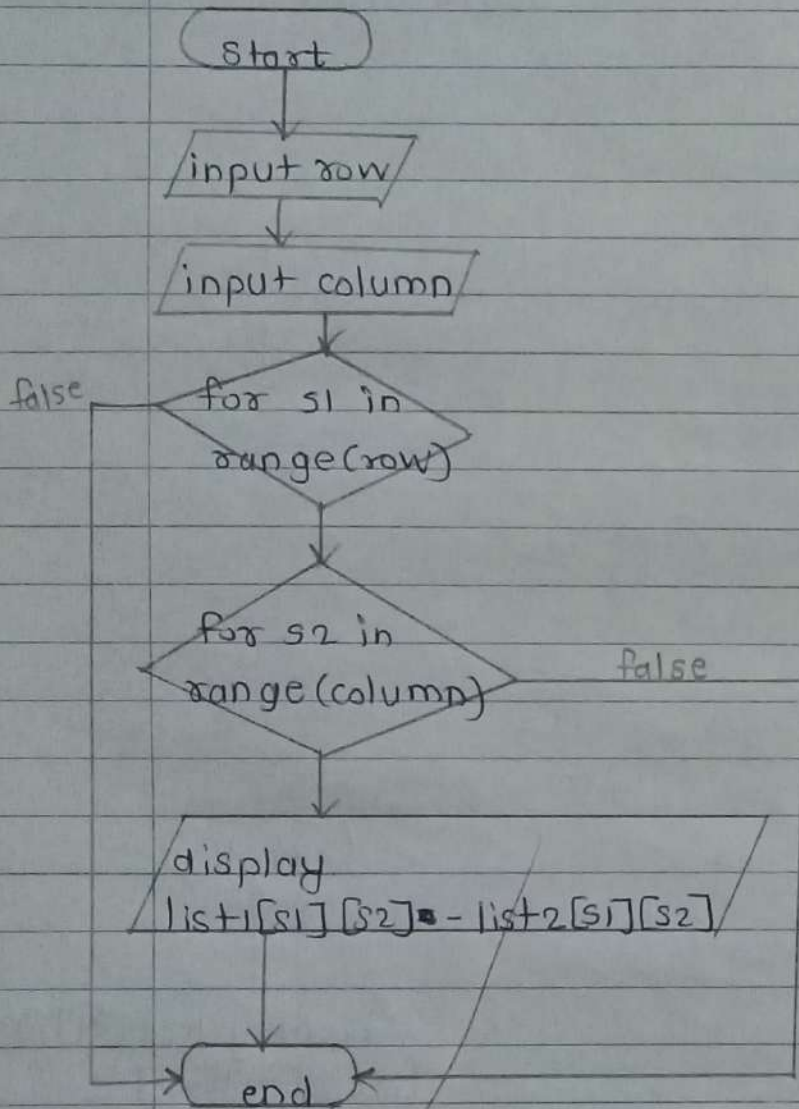 Start
input row
input column
false
for s1 in
range(row)
for s2 in
range(column)
false
display
list1[s1][s2] - list2[s1][s2]
end